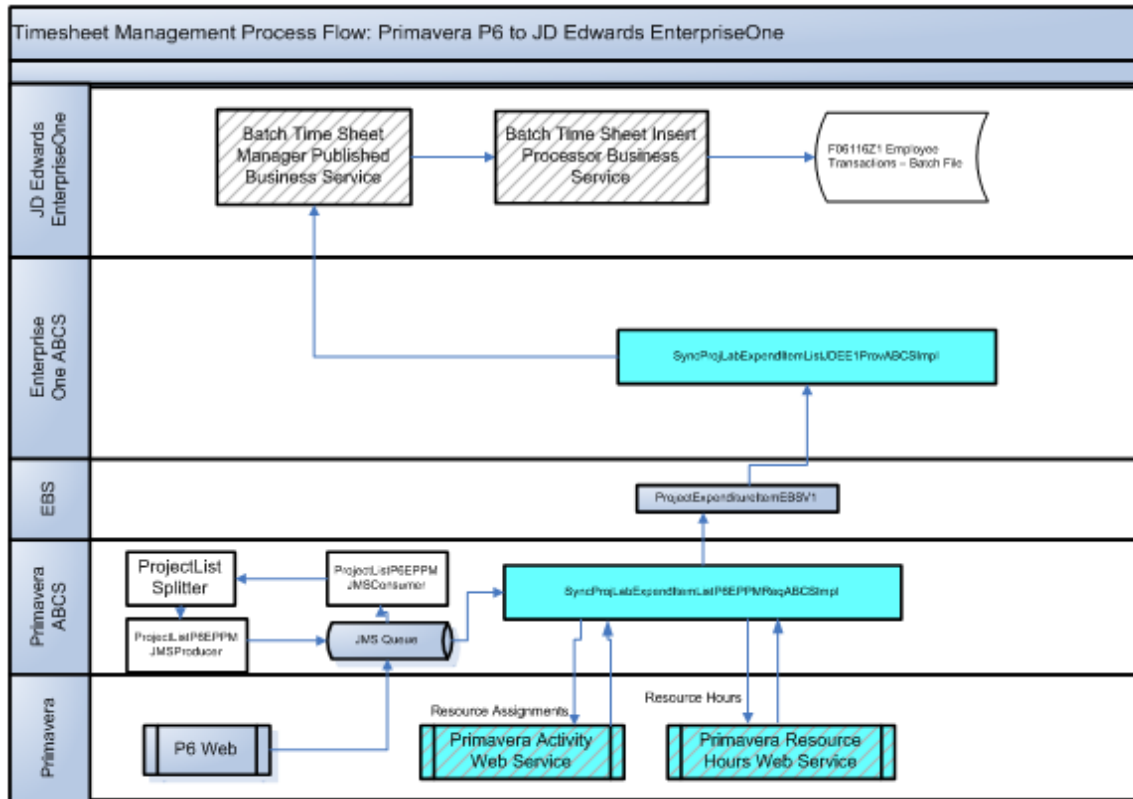 Timesheet Management Process Flow: Primavera P6 to JD Edwards EnterpriseOne
JD Edwards
EnterpriseOne
Batch Time Sheet
Manager Published
Business Service
Batch Time Sheet Insert
Processor Business
Service
F06116Z1 Employee
Transactions – Batch File
Enterprise
One ABCS
SyncProjLabExpendItemListJDEE1ProvABCSImpl
EBS
ProjectExpenditureItemEBSV1
Primavera
ABCS
ProjectList
Splitter
ProjectListP6EPPM
JMSConsumer
SyncProjLabExpendItemListP6EPPMReqABCSImpl
ProjectListP6EPPM
JMSProducer
JMS Queue
Primavera
Resource Assignments
Resource Hours
P6 Web
Primavera Activity
Web Service
Primavera Resource
Hours Web Service